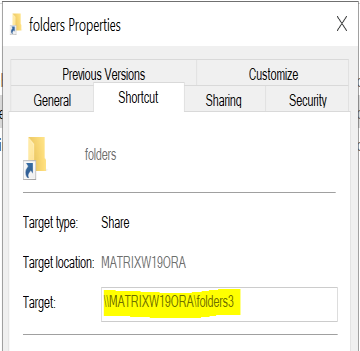 folders Properties
Previous Versions Customize
General Shortcut Sharing Security
folders
Target type: Share
Target location: MATRIXW19ORA
Target: \\MATRIXW19ORA\folders3